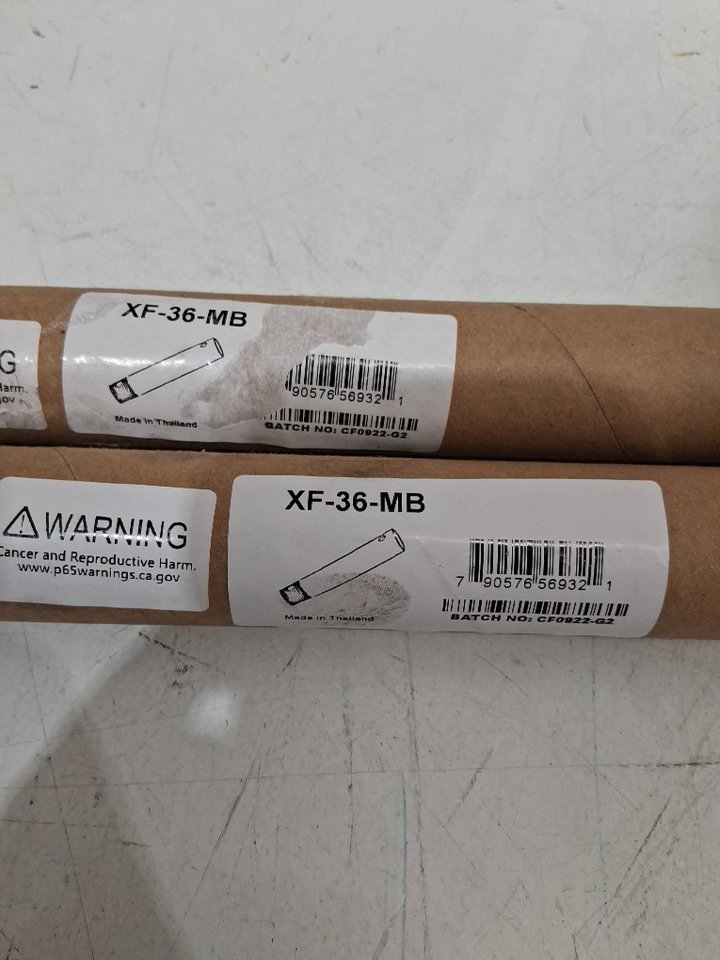 G
Harm.
gov
XF-36-MB
Made in Thailand
90576 56932 1
BATCH NO: CF0922-G2
WARNING
Cancer and Reproductive Harm.
www.p65warnings.ca.gov
XF-36-MB
Made in Thailand
7 90576 56932 1
BATCH NO: CF0922-G2